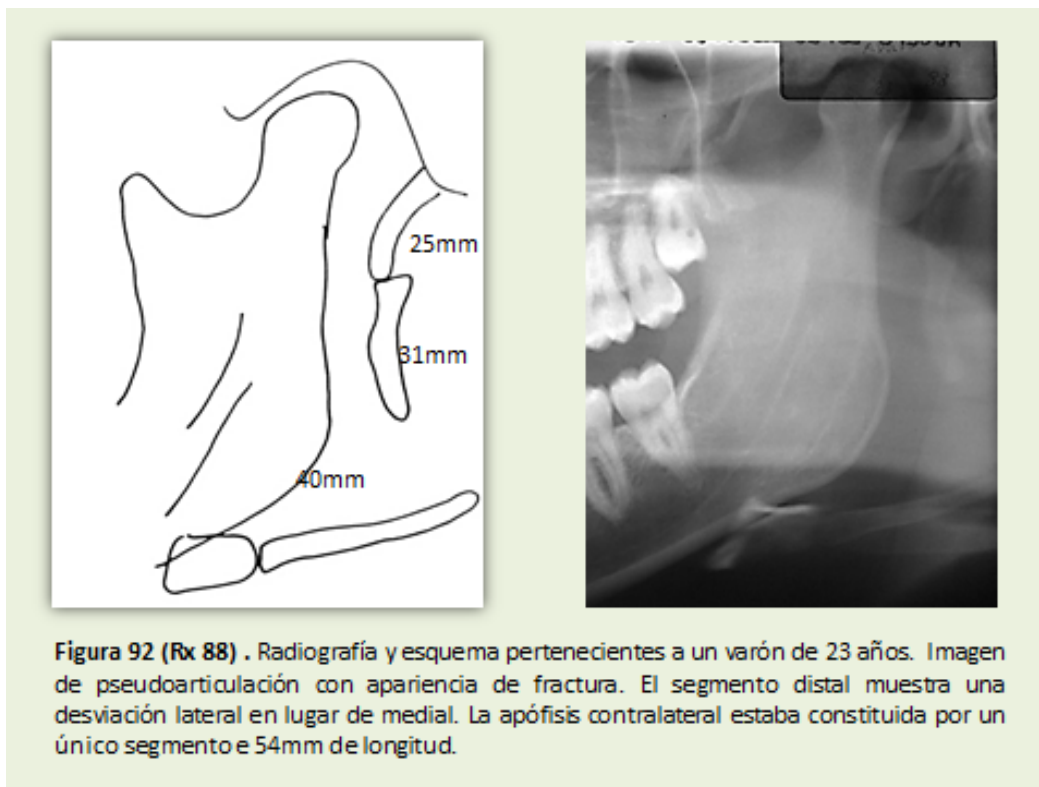 25mm
31mm
40mm
Figura 92 (Rx 88) . Radiografía y esquema pertenecientes a un varón de 23 años. Imagen
de pseudoarticulación con apariencia de fractura. El segmento distal muestra una
desviación lateral en lugar de medial. La apófisis contralateral estaba constituida por un
único segmento e 54mm de longitud.